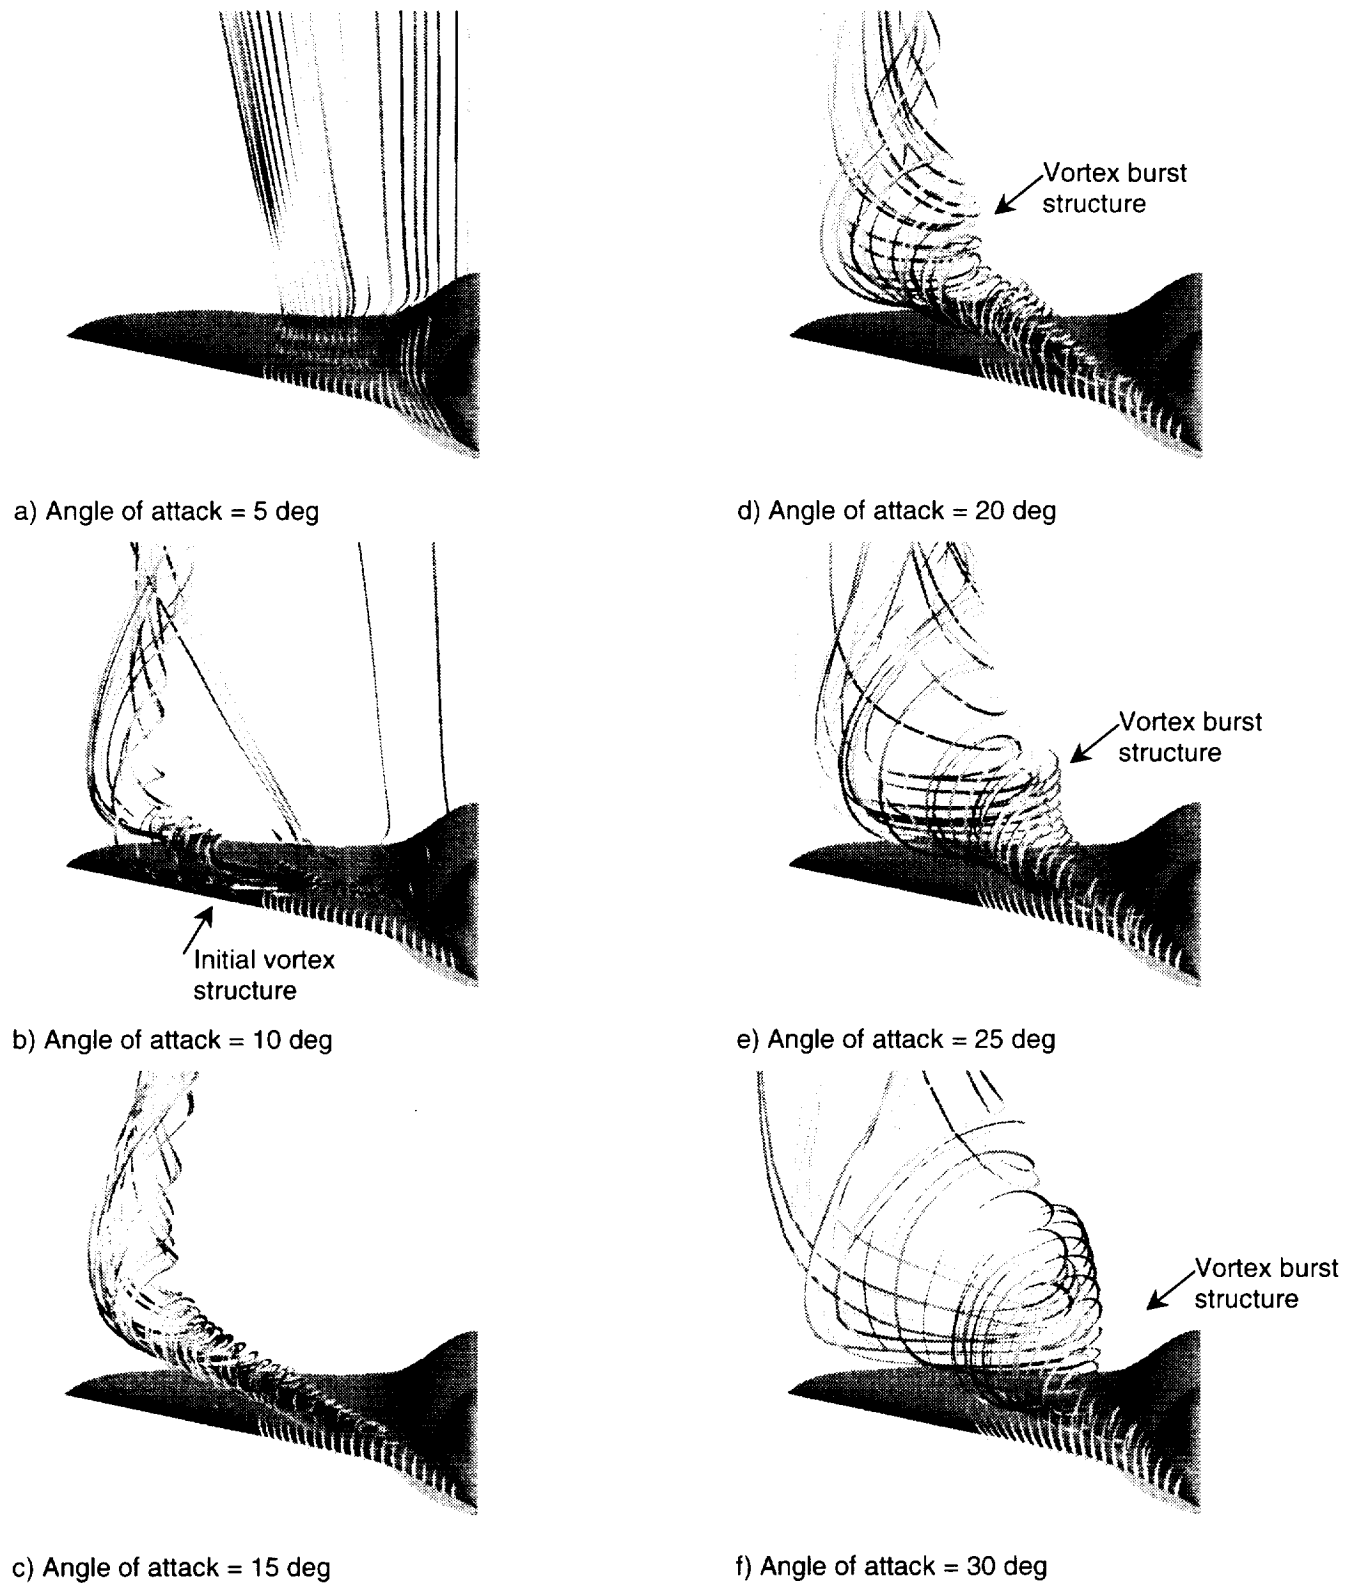 Vortex burst
structure
a) Angle of attack = 5 deg
d) Angle of attack = 20 deg
Initial vortex
structure
Vortex burst
structure
b) Angle of attack = 10 deg
e) Angle of attack = 25 deg
Vortex burst
structure
c) Angle of attack = 15 deg
f) Angle of attack = 30 deg